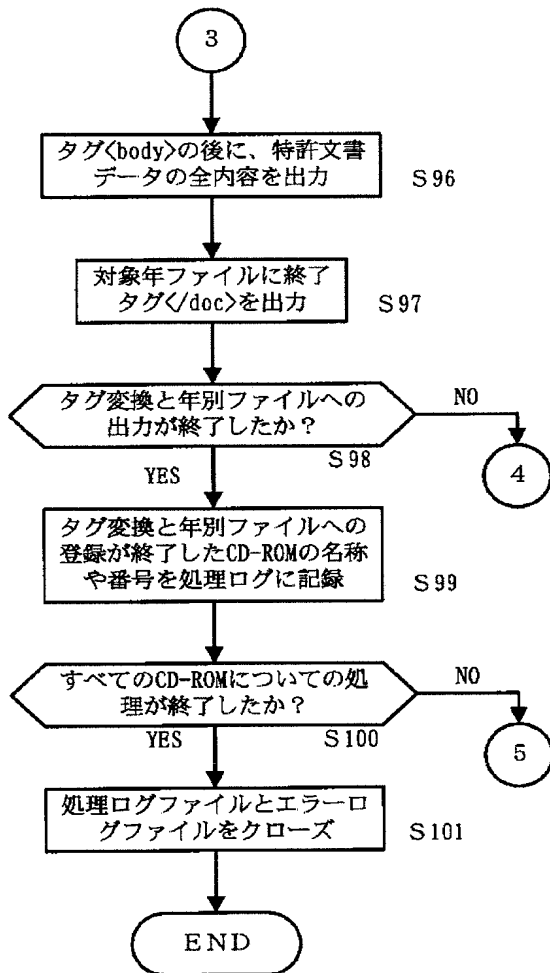 3
タグ<body>の後に、特許文書
データの全内容を出力
S96
対象年ファイルに終了
タグ</doc>を出力
S97
タグ変換と年別ファイルへの
出力が終了したか？
NO
S98
YES
4
タグ変換と年別ファイルへの
登録が終了したCD-ROMの名称
や番号を処理ログに記録
S99
すべてのCD-ROMについての処
理が終了したか？
NO
YES
S100
5
処理ログファイルとエラーロ
グファイルをクローズ
S101
END